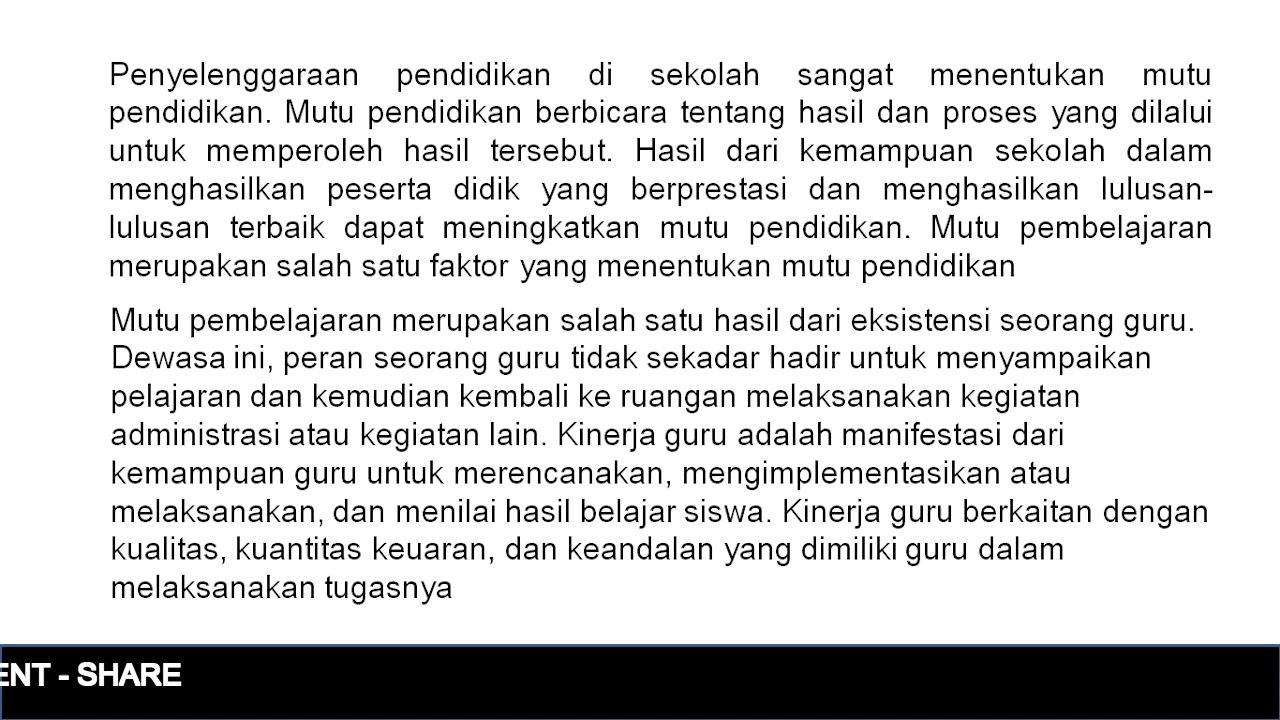 Penyelenggaraan pendidikan di sekolah sangat menentukan mutu
pendidikan. Mutu pendidikan berbicara tentang hasil dan proses yang dilalui
untuk memperoleh hasil tersebut. Hasil dari kemampuan sekolah dalam
menghasilkan peserta didik yang berprestasi dan menghasilkan lulusan-
lulusan terbaik dapat meningkatkan mutu pendidikan. Mutu pembelajaran
merupakan salah satu faktor yang menentukan mutu pendidikan
Mutu pembelajaran merupakan salah satu hasil dari eksistensi seorang guru.
Dewasa ini, peran seorang guru tidak sekadar hadir untuk menyampaikan
pelajaran dan kemudian kembali ke ruangan melaksanakan kegiatan
administrasi atau kegiatan lain. Kinerja guru adalah manifestasi dari
kemampuan guru untuk merencanakan, mengimplementasikan atau
melaksanakan, dan menilai hasil belajar siswa. Kinerja guru berkaitan dengan
kualitas, kuantitas keuaran, dan keandalan yang dimiliki guru dalam
melaksanakan tugasnya
ENT - SHARE